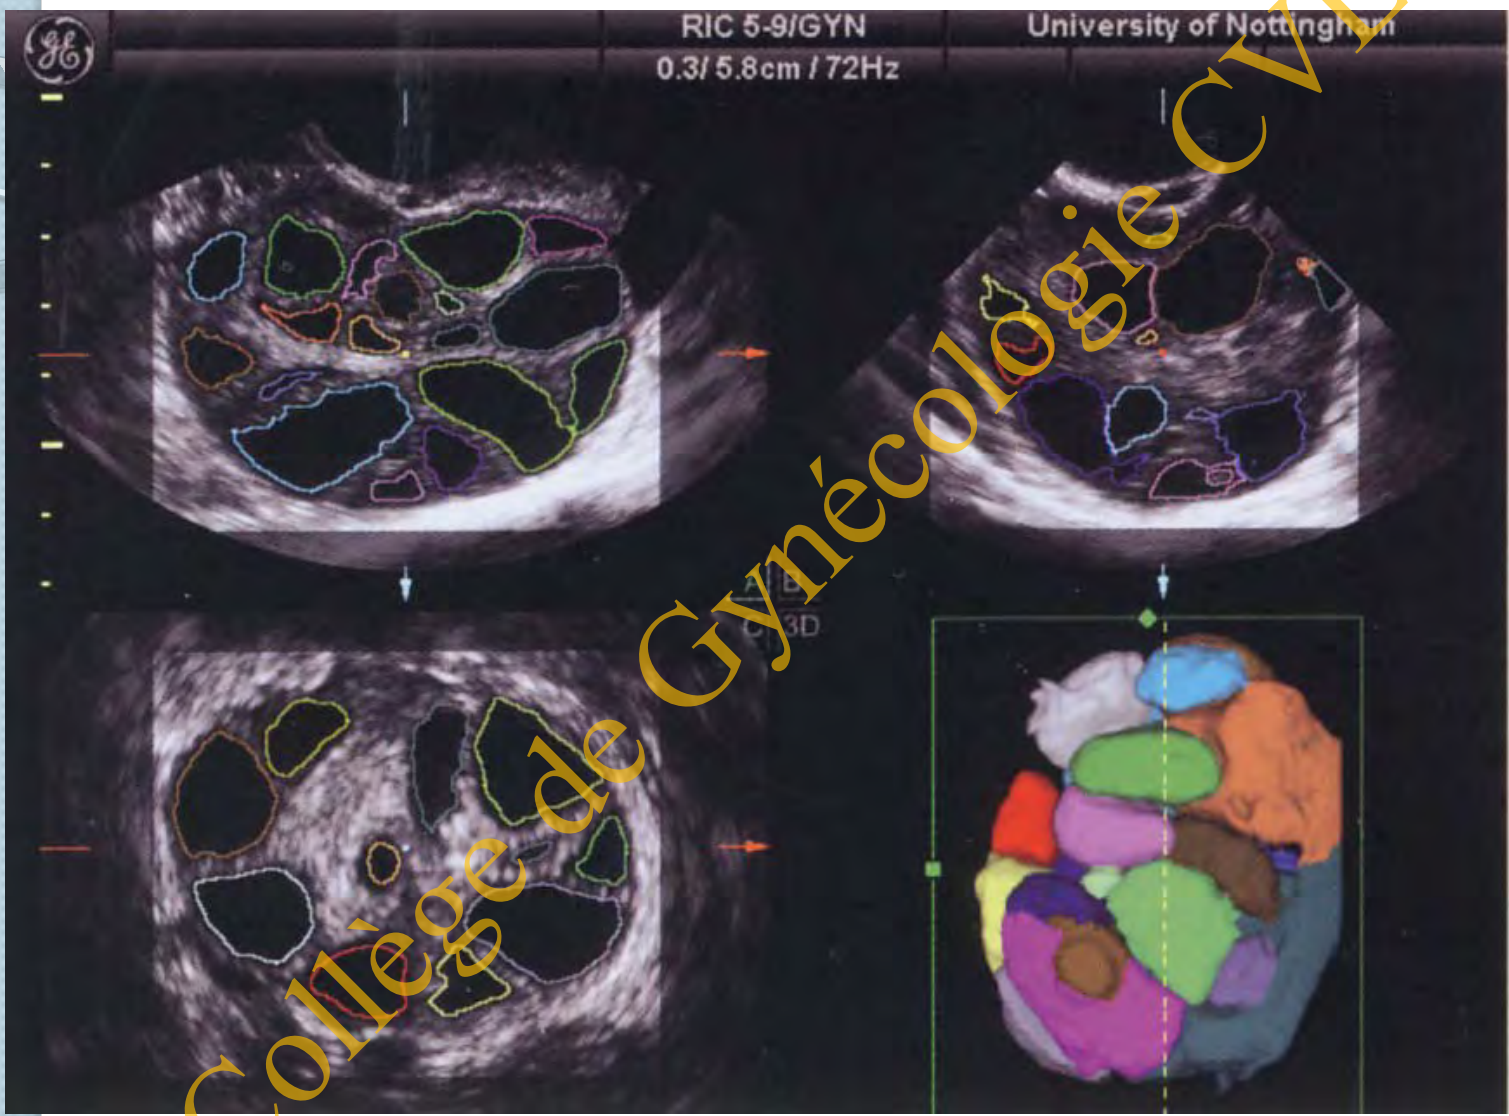 GE
RIC 5-9/GYN
University of Nottingham
0.3/ 5.8cm / 72Hz
A B
C 3D
Collège de Gynécologie CVL